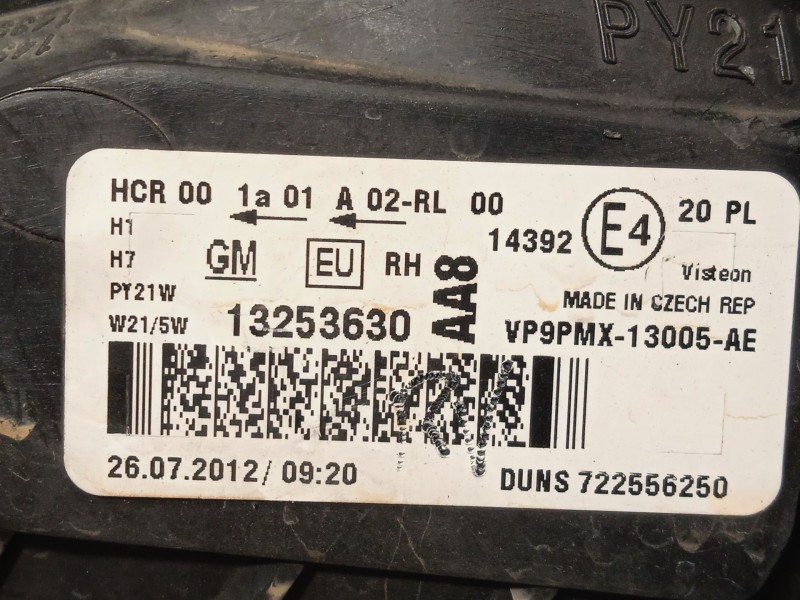 PY21
HCR 00 1a 01 A 02-RL 00
14392 E4 20 PL
H1
H7
PY21W
W21/5W
GM EU RH AA8
Visteon
MADE IN CZECH REP
13253630 VP9PMX-13005-AE
26.07.2012/ 09:20 DUNS 722556250